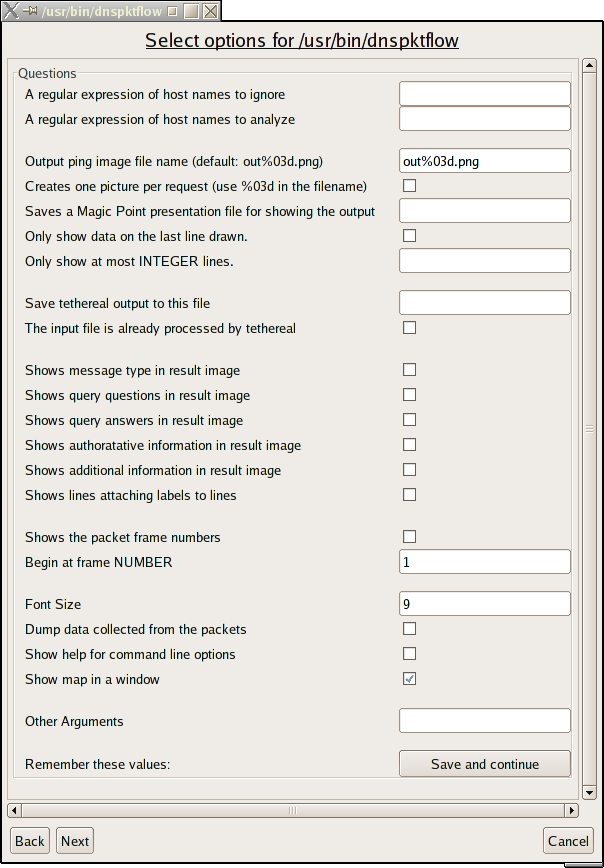 /usr/bin/dnspktflow
Select options for /usr/bin/dnspktflow
Questions
A regular expression of host names to ignore
A regular expression of host names to analyze
Output ping image file name (default: out%03d.png) out%03d.png
Creates one picture per request (use %03d in the filename)
Saves a Magic Point presentation file for showing the output
Only show data on the last line drawn.
Only show at most INTEGER lines.
Save tethereal output to this file
The input file is already processed by tethereal
Shows message type in result image
Shows query questions in result image
Shows query answers in result image
Shows authoratative information in result image
Shows additional information in result image
Shows lines attaching labels to lines
Shows the packet frame numbers
Begin at frame NUMBER 1
Font Size 9
Dump data collected from the packets
Show help for command line options
Show map in a window
Other Arguments
Remember these values: Save and continue
Back Next Cancel